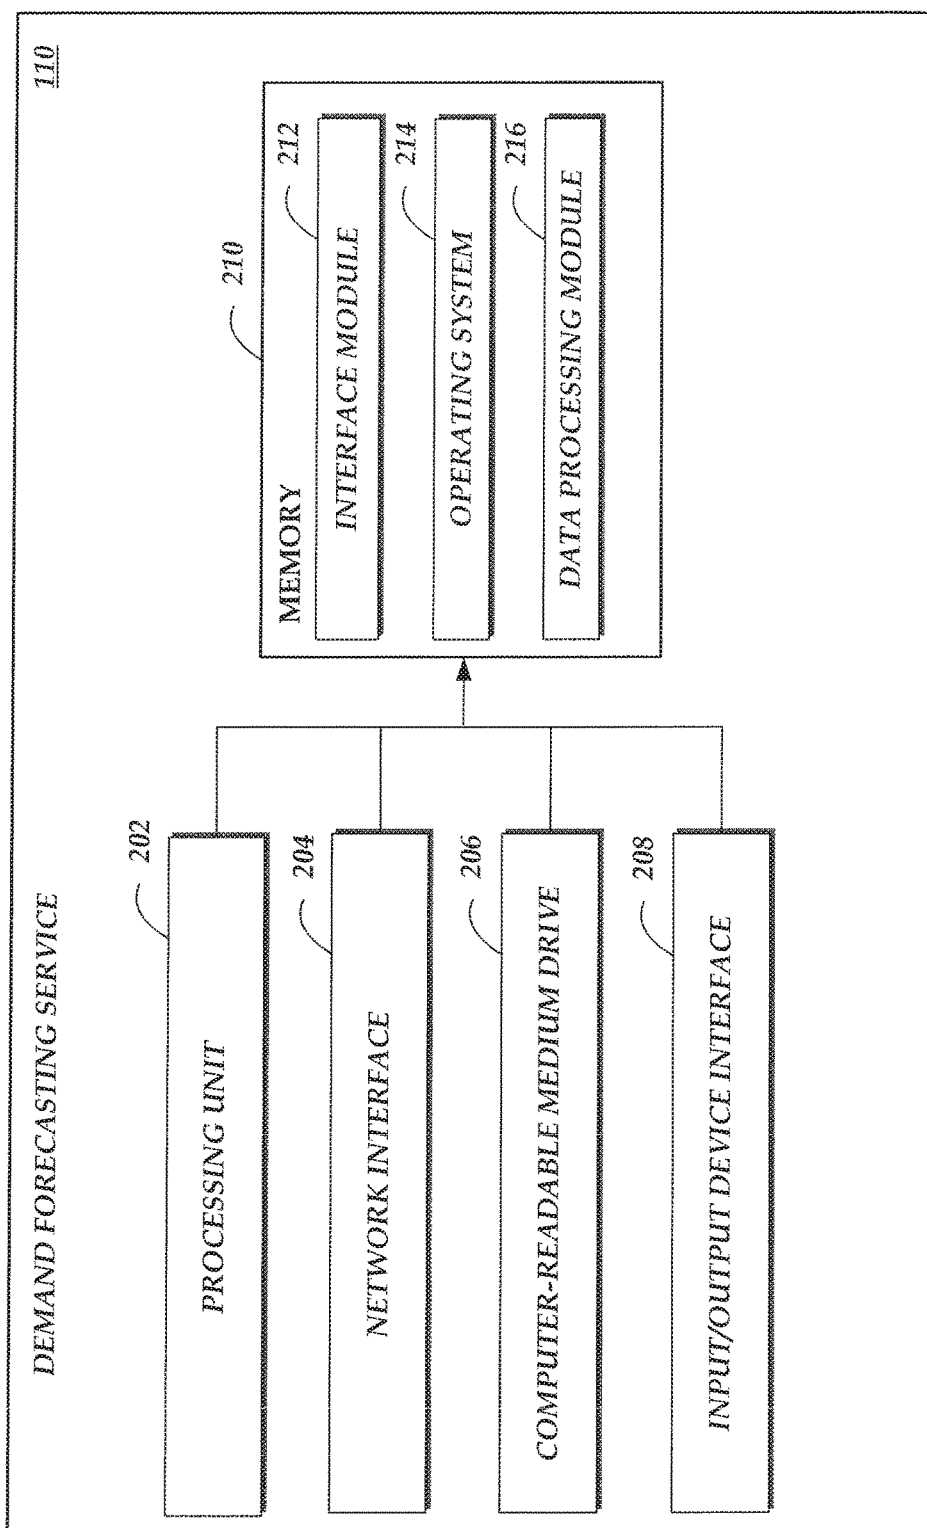 DEMAND FORECASTING SERVICE
110
202
PROCESSING UNIT
204
NETWORK INTERFACE
206
COMPUTER-READABLE MEDIUM DRIVE
208
INPUT/OUTPUT DEVICE INTERFACE
210
MEMORY
212
INTERFACE MODULE
214
OPERATING SYSTEM
216
DATA PROCESSING MODULE